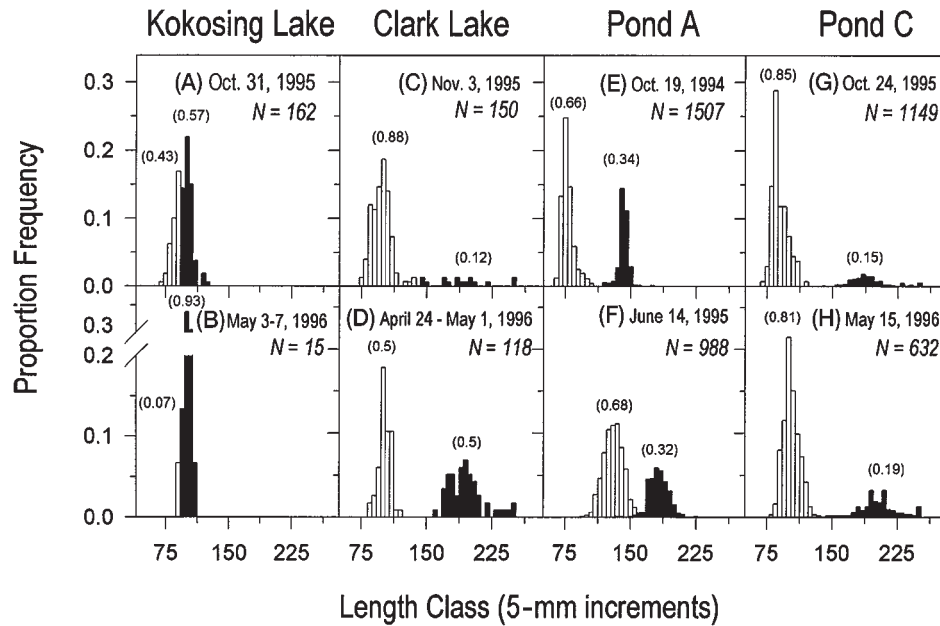 Kokosing Lake Clark Lake Pond A Pond C
(A) Oct. 31, 1995
N = 162
(0.57)
(0.43)
(C) Nov. 3, 1995
N = 150
(0.88)
(0.12)
(E) Oct. 19, 1994
N = 1507
(0.66)
(0.34)
(G) Oct. 24, 1995
N = 1149
(0.85)
(0.15)
0.3
0.2
0.1
0.0
(0.93)
(B) May 3-7, 1996
N = 15
(0.07)
(D) April 24 - May 1, 1996
N = 118
(0.5)
(0.5)
(F) June 14, 1995
N = 988
(0.68)
(0.32)
(0.81)
(H) May 15, 1996
N = 632
(0.19)
0.3
0.2
0.1
0.0
75 150 225 75 150 225 75 150 225 75 150 225
Proportion Frequency
Length Class (5-mm increments)